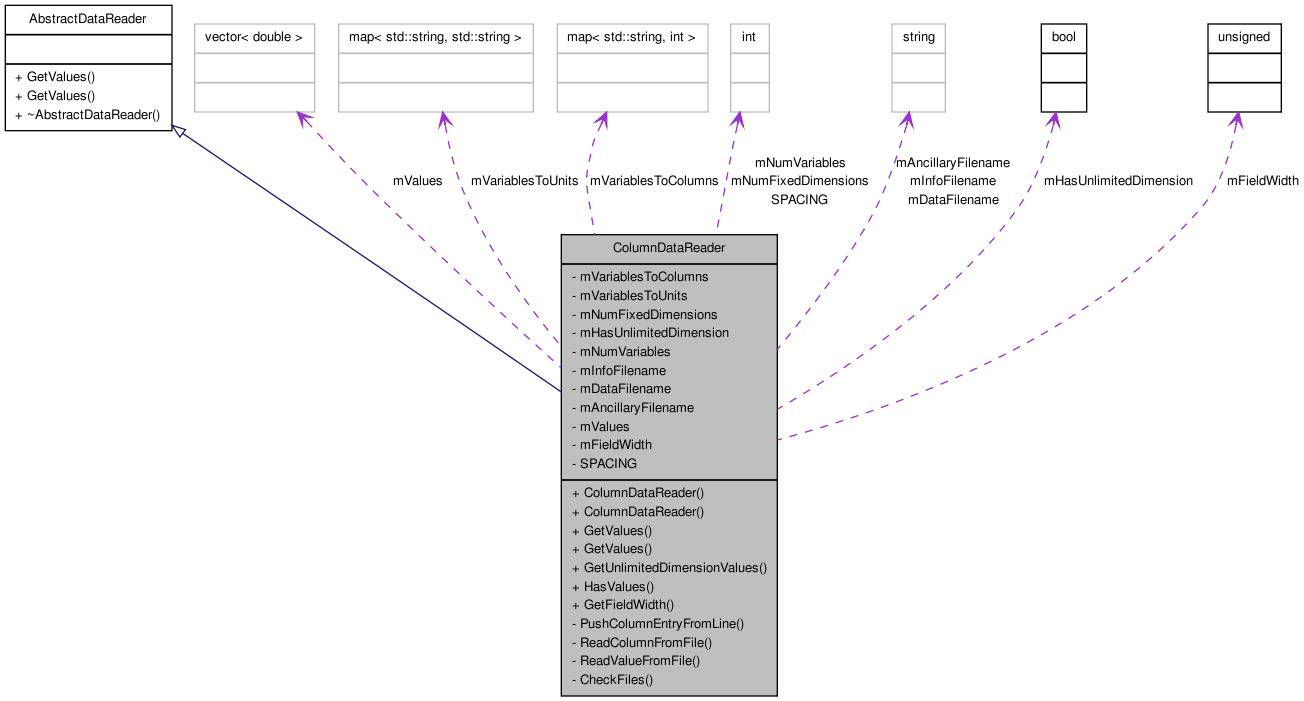 AbstractDataReader
+ GetValues()
+ GetValues()
+ ~AbstractDataReader()
vector< double >
map< std::string, std::string >
map< std::string, int >
int
string
bool
unsigned
mValues
mVariablesToUnits
mVariablesToColumns
mNumVariables
mNumFixedDimensions
SPACING
mAncillaryFilename
mInfoFilename
mDataFilename
mHasUnlimitedDimension
mFieldWidth
ColumnDataReader
- mVariablesToColumns
- mVariablesToUnits
- mNumFixedDimensions
- mHasUnlimitedDimension
- mNumVariables
- mInfoFilename
- mDataFilename
- mAncillaryFilename
- mValues
- mFieldWidth
- SPACING
+ ColumnDataReader()
+ ColumnDataReader()
+ GetValues()
+ GetValues()
+ GetUnlimitedDimensionValues()
+ HasValues()
+ GetFieldWidth()
- PushColumnEntryFromLine()
- ReadColumnFromFile()
- ReadValueFromFile()
- CheckFiles()